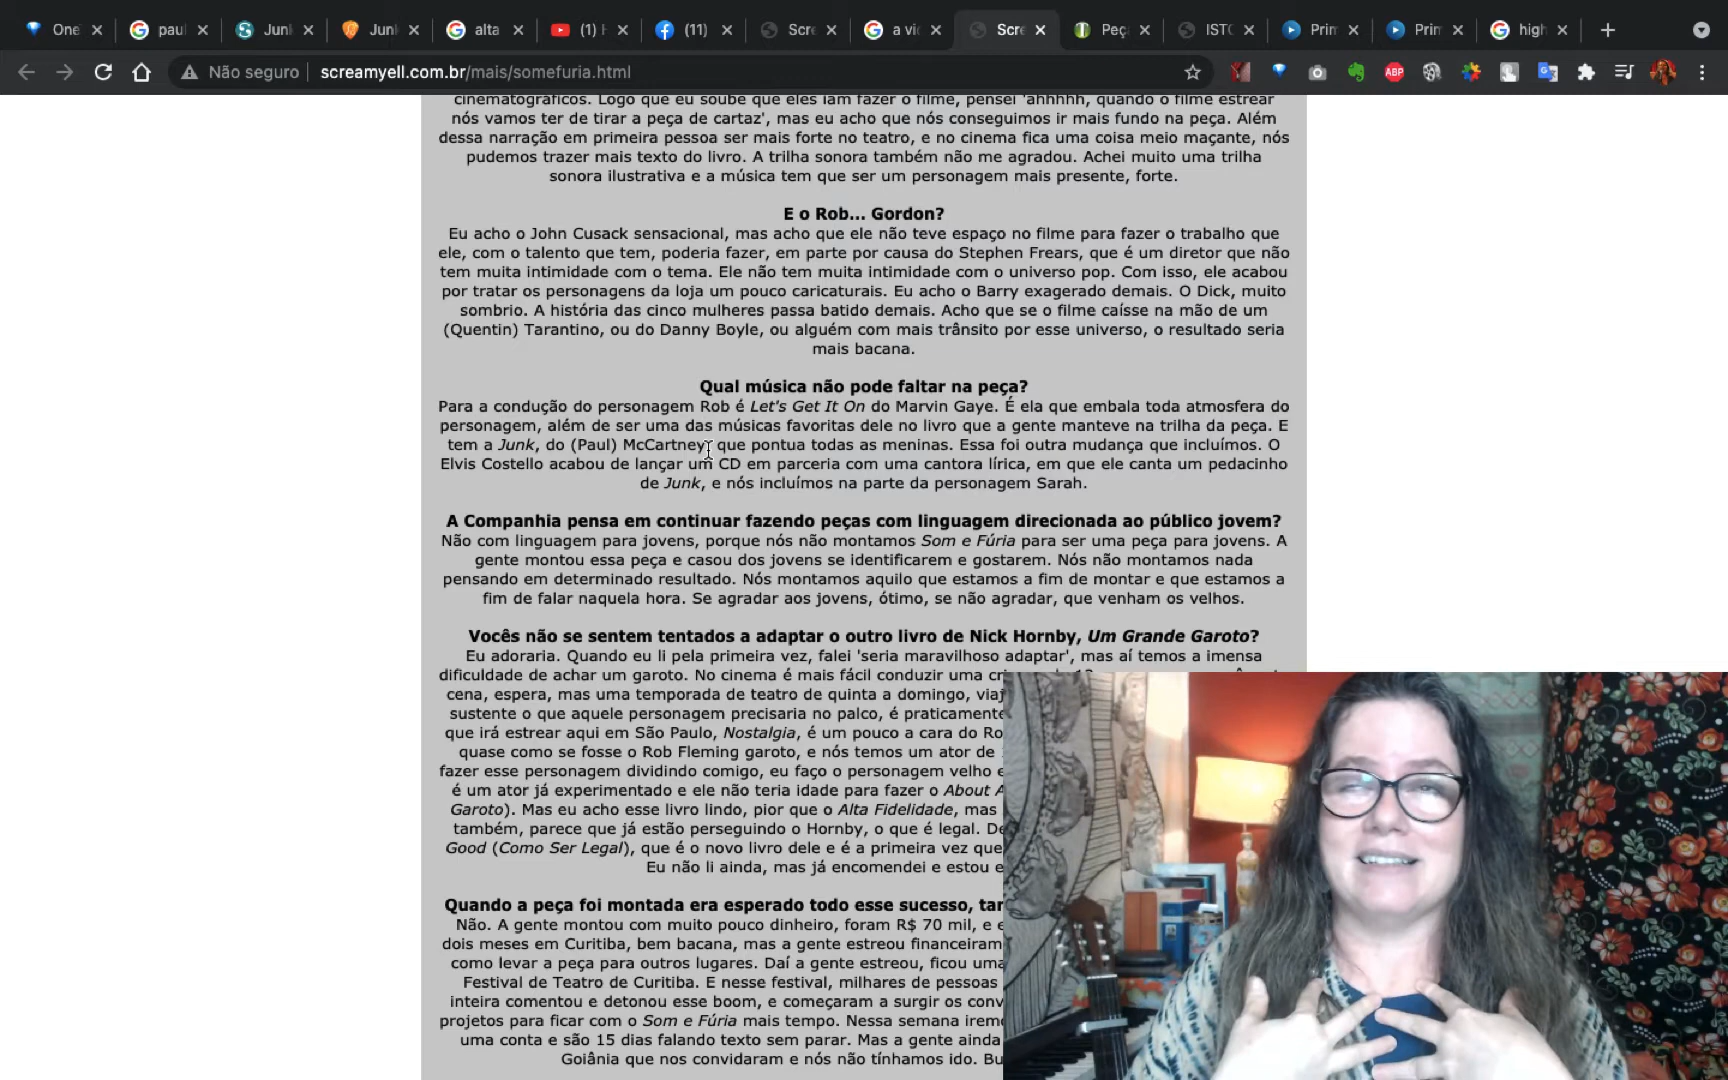 One
paul
Junk
Junk
alta
(1) H
(11)
Scre
a vic
Scre
Peça
ISTO
Prim
Prim
high
Não seguro
screamyell.com.br/mais/somefuria.html
ABP
cinematográficos. Logo que eu soube que eles iam fazer o filme, pensei 'ahhhhh, quando o filme estrear
nós vamos ter de tirar a peça de cartaz', mas eu acho que nós conseguimos ir mais fundo na peça. Além
dessa narração em primeira pessoa ser mais forte no teatro, e no cinema fica uma coisa meio maçante, nós
pudemos trazer mais texto do livro. A trilha sonora também não me agradou. Achei muito uma trilha
sonora ilustrativa e a música tem que ser um personagem mais presente, forte.
E o Rob... Gordon?
Eu acho o John Cusack sensacional, mas acho que ele não teve espaço no filme para fazer o trabalho que
ele, com o talento que tem, poderia fazer, em parte por causa do Stephen Frears, que é um diretor que não
tem muita intimidade com o tema. Ele não tem muita intimidade com o universo pop. Com isso, ele acabou
por tratar os personagens da loja um pouco caricaturais. Eu acho o Barry exagerado demais. O Dick, muito
sombrio. A história das cinco mulheres passa batido demais. Acho que se o filme caísse na mão de um
(Quentin) Tarantino, ou do Danny Boyle, ou alguém com mais trânsito por esse universo, o resultado seria
mais bacana.
Qual música não pode faltar na peça?
Para a condução do personagem Rob é Let's Get It On do Marvin Gaye. É ela que embala toda atmosfera do
personagem, além de ser uma das músicas favoritas dele no livro que a gente manteve na trilha da peça. E
tem a Junk, do (Paul) McCartney, que pontua todas as meninas. Essa foi outra mudança que incluímos. O
Elvis Costello acabou de lançar um CD em parceria com uma cantora lírica, em que ele canta um pedacinho
de Junk, e nós incluímos na parte da personagem Sarah.
A Companhia pensa em continuar fazendo peças com linguagem direcionada ao público jovem?
Não com linguagem para jovens, porque nós não montamos Som e Fúria para ser uma peça para jovens. A
gente montou essa peça e casou dos jovens se identificarem e gostarem. Nós não montamos nada
pensando em determinado resultado. Nós montamos aquilo que estamos a fim de montar e que estamos a
fim de falar naquela hora. Se agradar aos jovens, ótimo, se não agradar, que venham os velhos.
Vocês não se sentem tentados a adaptar o outro livro de Nick Hornby, Um Grande Garoto?
Eu adoraria. Quando eu li pela primeira vez, falei 'seria maravilhoso adaptar', mas aí temos a imensa
dificuldade de achar um garoto. No cinema é mais fácil conduzir uma
cena, espera, mas uma temporada de teatro de quinta a domingo,
sustente o que aquele personagem precisaria no palco, é praticamente
que irá estrear aqui em São Paulo, Nostalgia, é um pouco a cara do
quase como se fosse o Rob Fleming garoto, e nós temos um ator de
fazer esse personagem dividindo comigo, eu faço o personagem velho e
é um ator já experimentado e ele não teria idade para fazer o About A
Garoto). Mas eu acho esse livro lindo, pior que o Alta Fidelidade, mas
também, parece que já estão perseguindo o Hornby, o que é legal.
Good (Como Ser Legal), que é o novo livro dele e é a primeira vez que
Eu não li ainda, mas já encomendei e estou
Quando a peça foi montada era esperado todo esse sucesso,
Não. A gente montou com muito pouco dinheiro, foram R$ 70 mil, e
dois meses em Curitiba, bem bacana, mas a gente estreou
como levar a peça para outros lugares. Daí a gente estreou, ficou uma
Festival de Teatro de Curitiba. E nesse festival, milhares de pessoas
inteira comentou e detonou esse boom, e começaram a surgir os
projetos para ficar com o Som e Fúria mais tempo. Nessa semana
uma conta e são 15 dias falando texto sem parar. Mas a gente ainda
Goiânia que nos convidaram e nós não tínhamos ido.